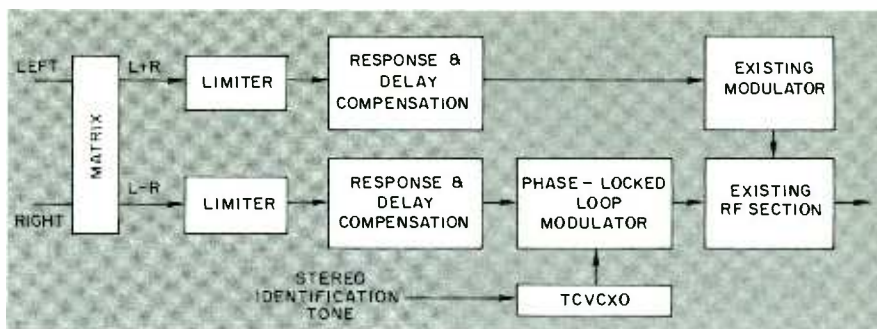 LEFT
L+R
LIMITER
RESPONSE &
DELAY
COMPENSATION
EXISTING
MODULATOR
MATRIX
RIGHT
L-R
LIMITER
RESPONSE &
DELAY
COMPENSATION
PHASE-LOCKED
LOOP
MODULATOR
EXISTING
RF SECTION
STEREO
IDENTIFICATION
TONE
TCVCXO